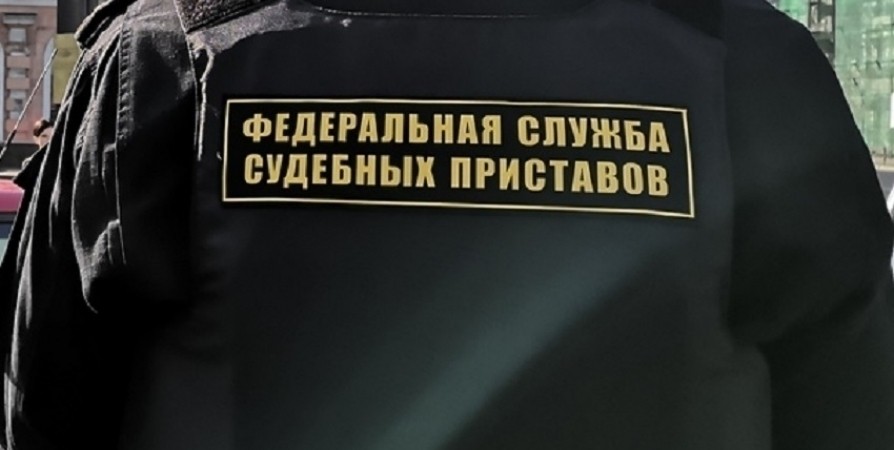 ФЕДЕРАЛЬНАЯ СЛУЖБА
СУДЕБНЫХ ПРИСТАВОВ